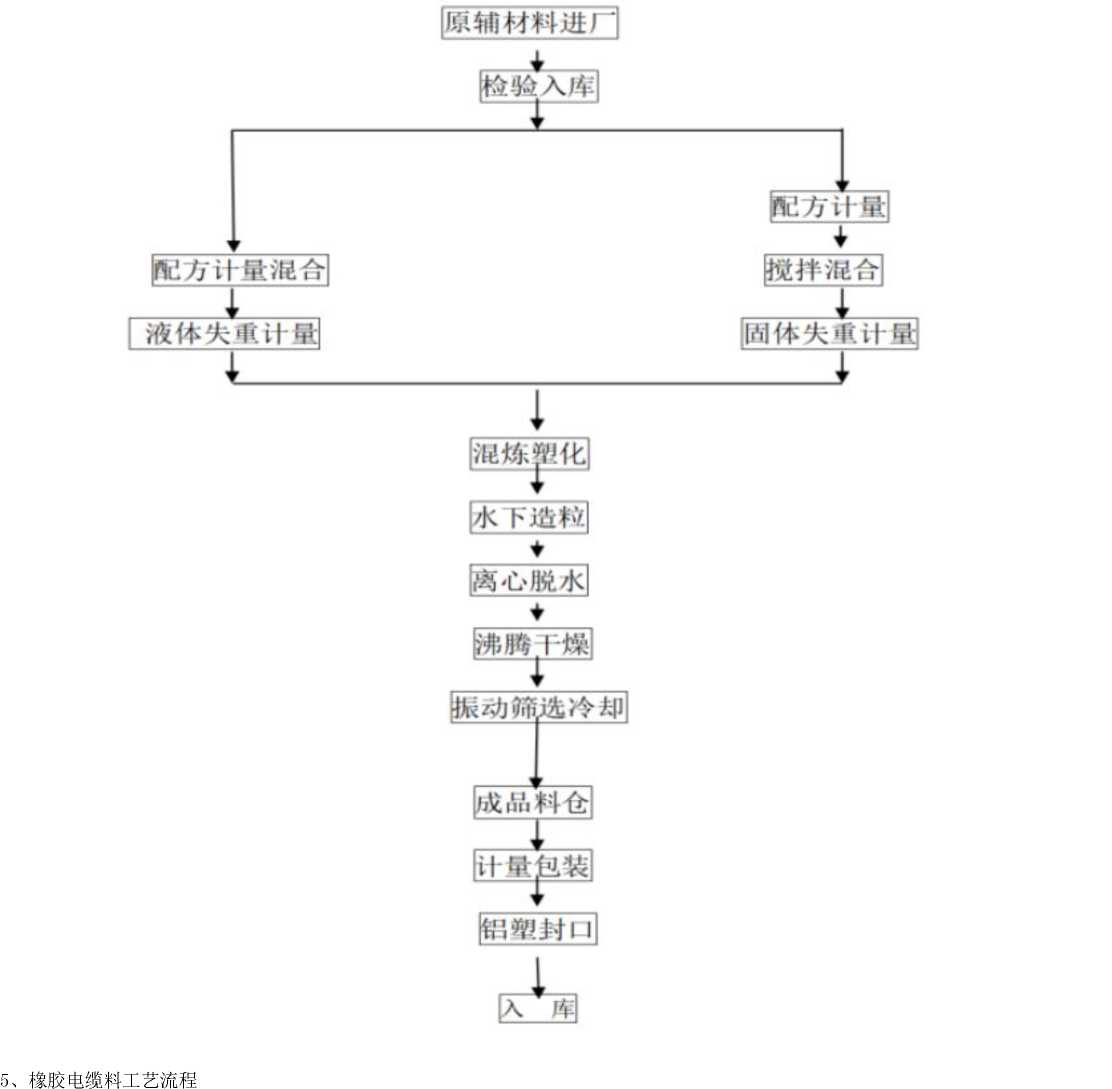 原辅材料进厂
检验入库
配方计量
配方计量混合
搅拌混合
液体失重计量
固体失重计量
混炼塑化
水下造粒
离心脱水
沸腾干燥
振动筛选冷却
成品料仓
计量包装
铝塑封口
入 库
5、橡胶电缆料工艺流程